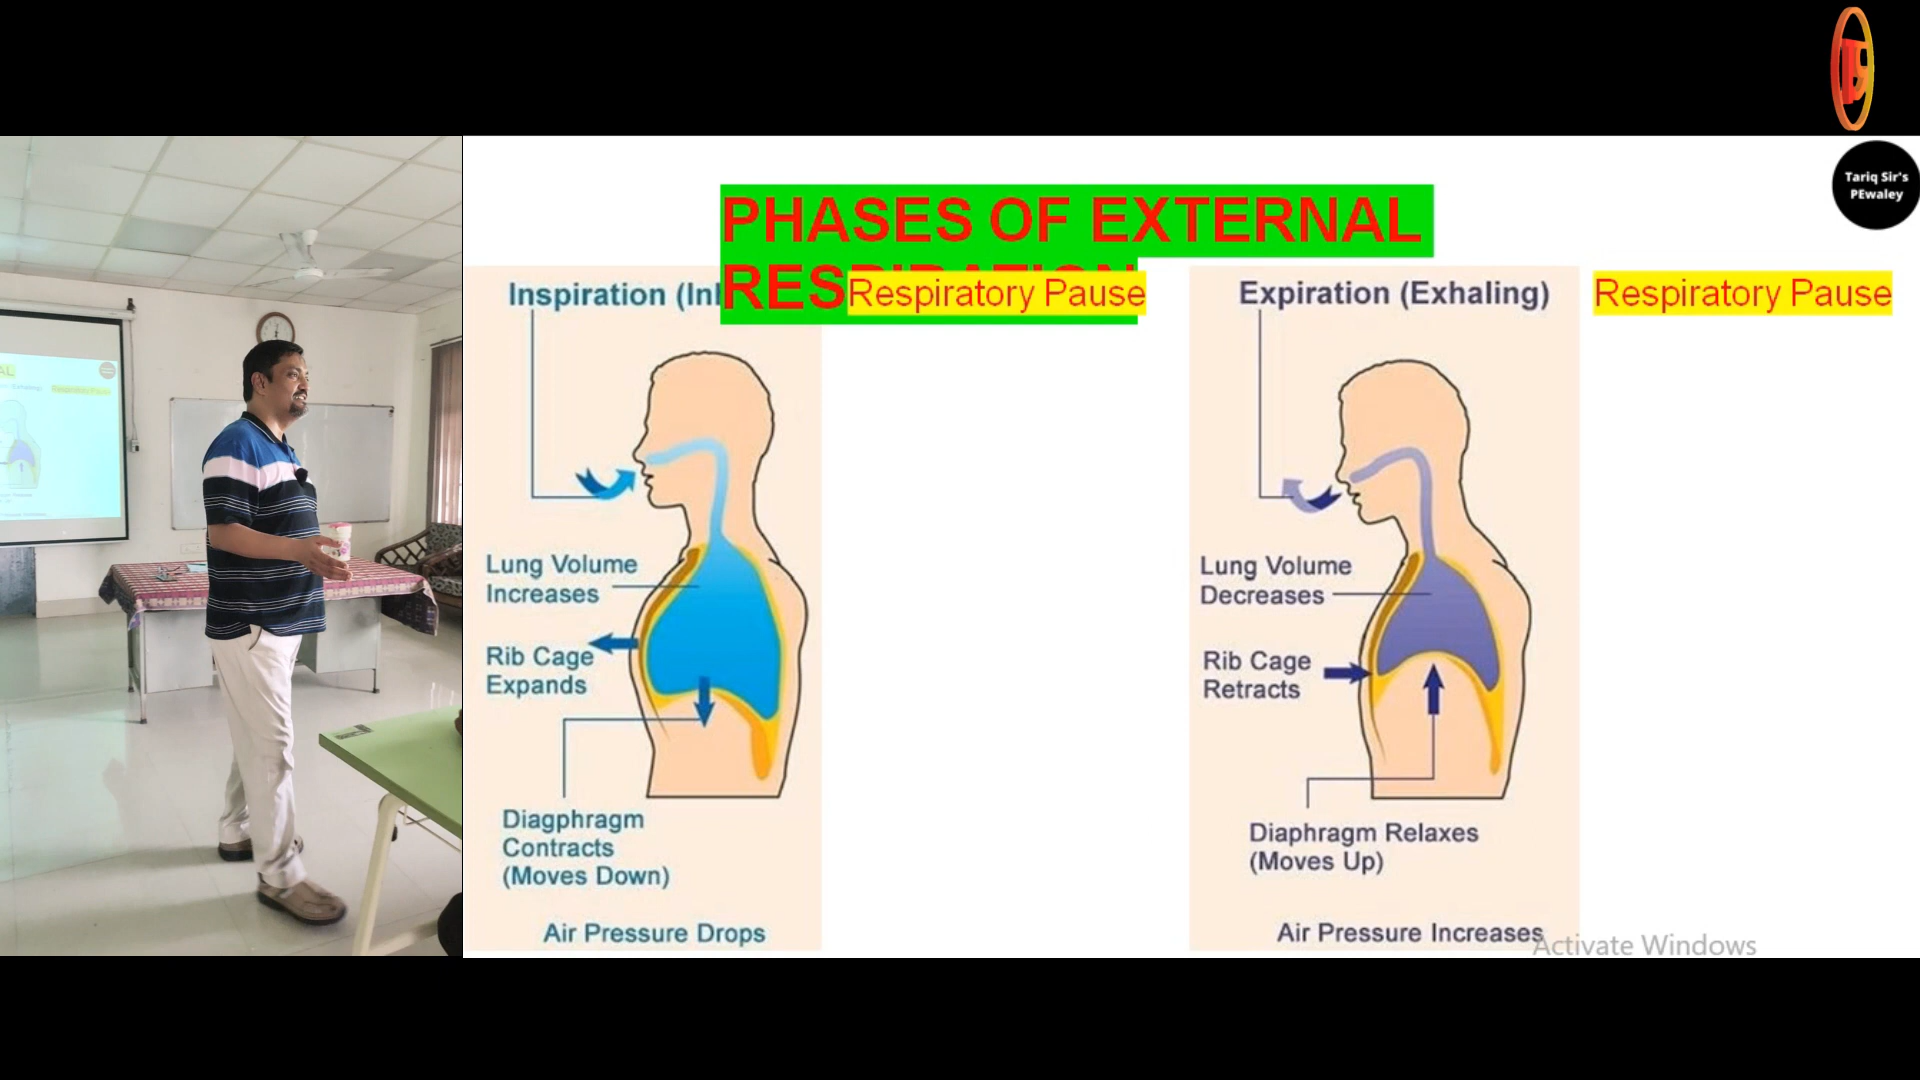 Tariq Sir's
PEwaley
PHASES OF EXTERNAL
RESPIRATION
Inspiration (Inh
Respiratory Pause
Expiration (Exhaling)
Respiratory Pause
Lung Volume
Increases
Rib Cage
Expands
Diagphragm
Contracts
(Moves Down)
Air Pressure Drops
Lung Volume
Decreases
Rib Cage
Retracts
Diaphragm Relaxes
(Moves Up)
Air Pressure Increases
Activate Windows